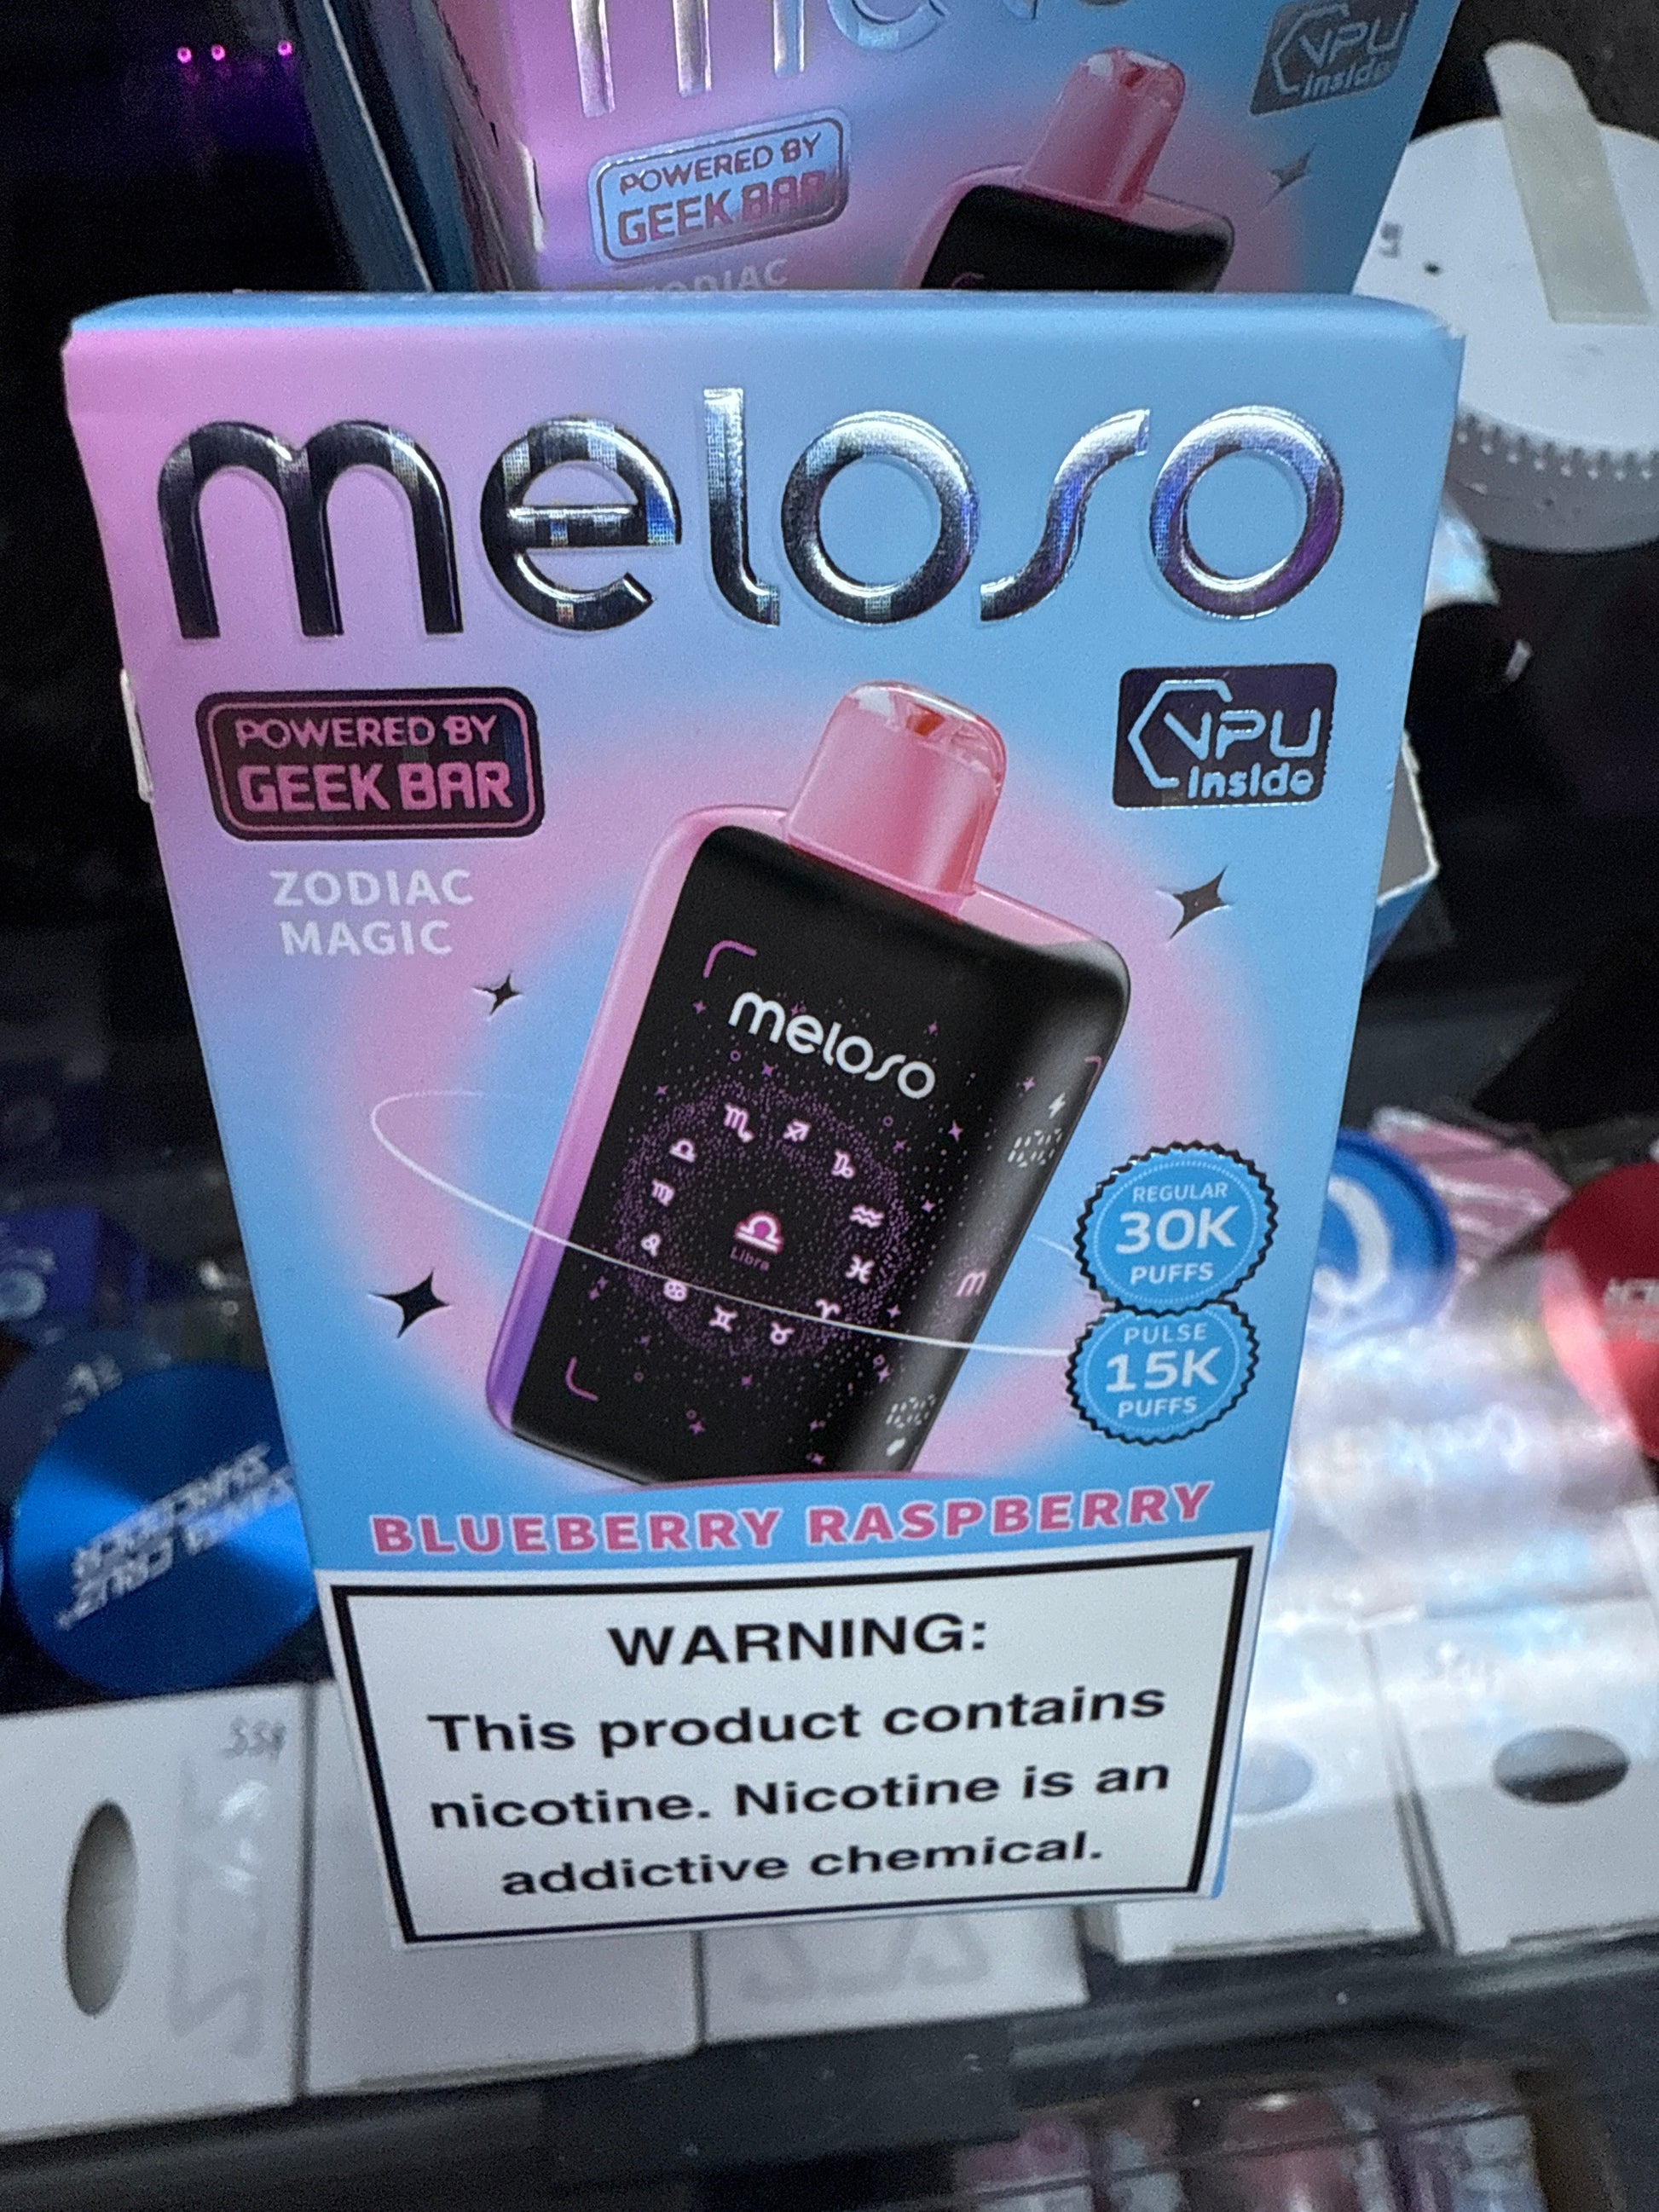 VPU
Inside
POWERED BY
GEEK BAR
ZODIAC
meloso
POWERED BY
GEEK BAR
VPU
Inside
ZODIAC
MAGIC
meloso
Libra
m
REGULAR
30K
PUFFS
PULSE
15K
PUFFS
BLUEBERRY RASPBERRY
WARNING:
This product contains
nicotine. Nicotine is an
addictive chemical.